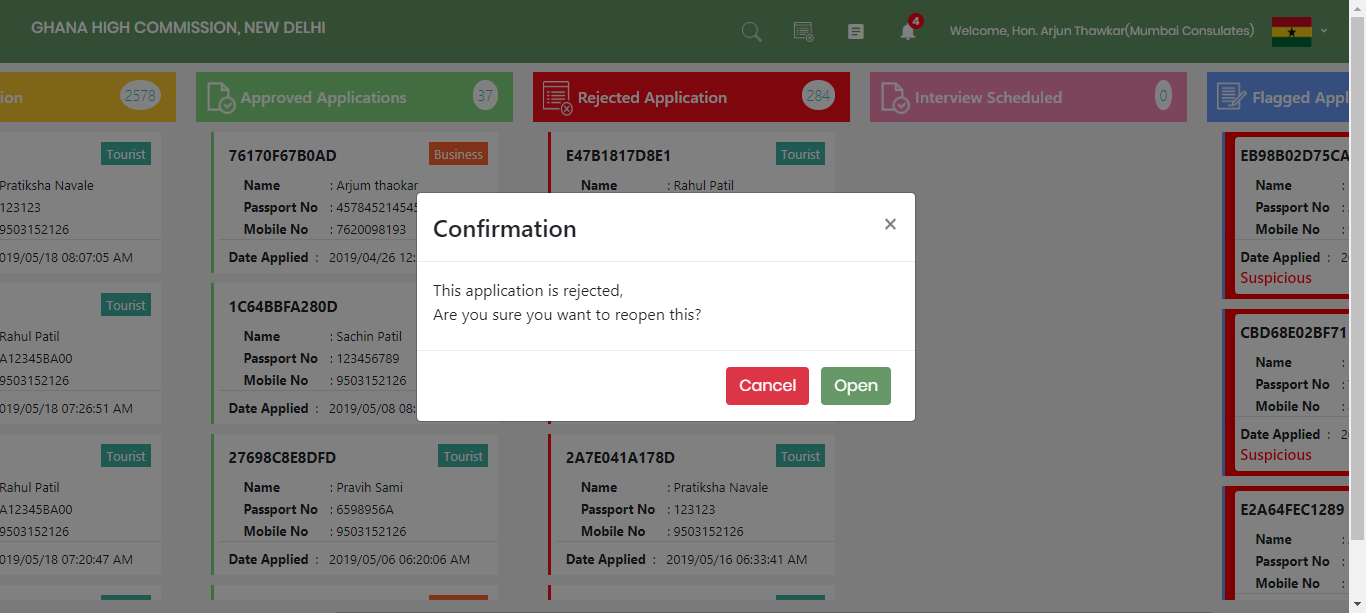 GHANA HIGH COMMISSION, NEW DELHI
4
Welcome, Hon. Arjun Thawkar(Mumbai Consulates)
ion 2578
Approved Applications 37
Rejected Application 284
Interview Scheduled 0
Flagged Appl
Tourist
Pratiksha Navale
123123
9503152126
019/05/18 08:07:05 AM
Tourist
Rahul Patil
A12345BA00
9503152126
019/05/18 07:26:51 AM
Tourist
Rahul Patil
A12345BA00
9503152126
019/05/18 07:20:47 AM
76170F67B0AD Business
Name : Arjum thaokar
Passport No : 457845214545
Mobile No : 7620098193
Date Applied : 2019/04/26 12:
1C64BBFA280D
Name : Sachin Patil
Passport No : 123456789
Mobile No : 9503152126
Date Applied : 2019/05/08 08:
27698C8E8DFD Tourist
Name : Pravih Sami
Passport No : 6598956A
Mobile No : 9503152126
Date Applied : 2019/05/06 06:20:06 AM
E47B1817D8E1 Tourist
Name : Rahul Patil
2A7E041A178D Tourist
Name : Pratiksha Navale
Passport No : 123123
Mobile No : 9503152126
Date Applied : 2019/05/16 06:33:41 AM
EB98B02D75CA
Name :
Passport No :
Mobile No :
Date Applied : 20
Suspicious
CBD68E02BF71
Name :
Passport No :
Mobile No :
Date Applied : 20
Suspicious
E2A64FEC1289
Name :
Passport No :
Mobile No :
Confirmation ×
This application is rejected,
Are you sure you want to reopen this?
Cancel Open